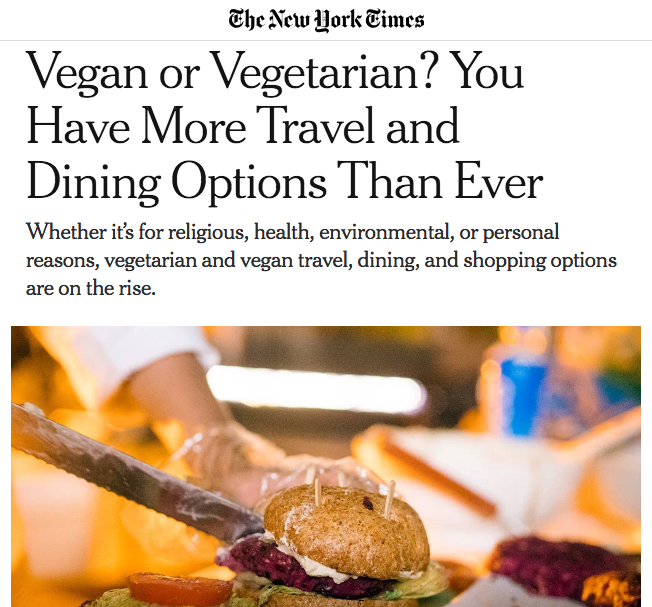 The New York Times
Vegan or Vegetarian? You
Have More Travel and
Dining Options Than Ever
Whether it's for religious, health, environmental, or personal
reasons, vegetarian and vegan travel, dining, and shopping options
are on the rise.